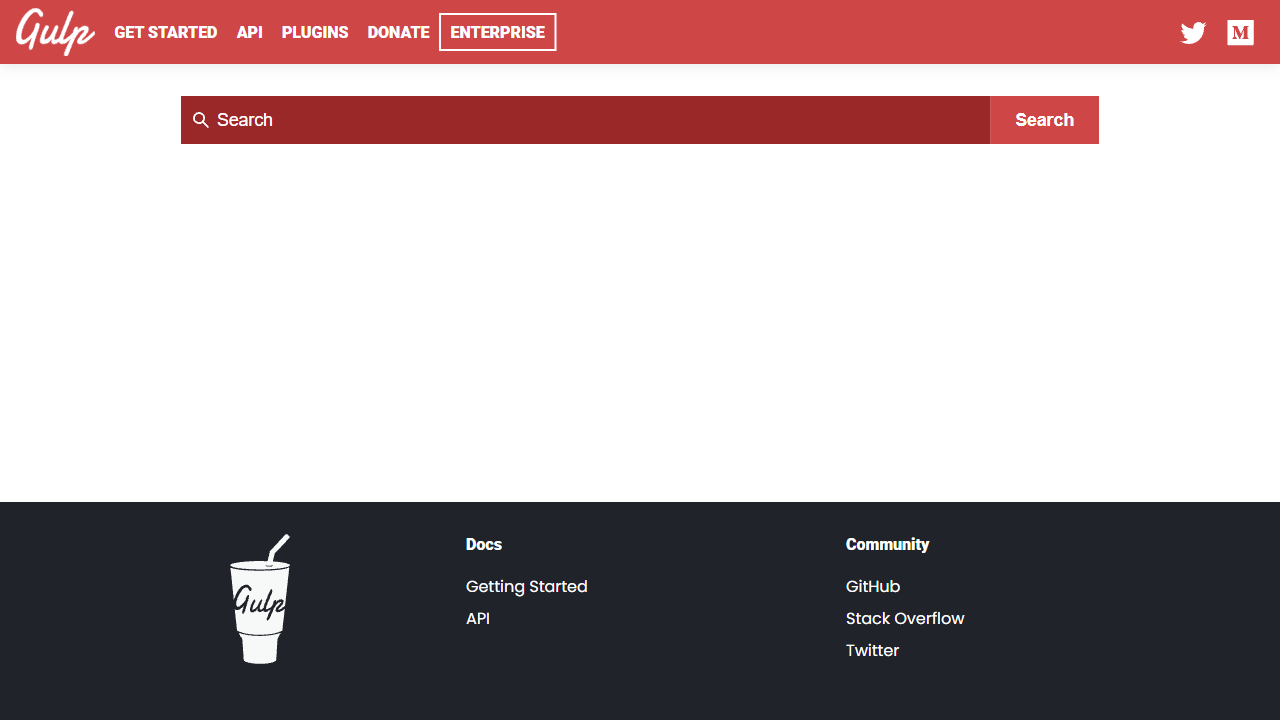 Gulp GET STARTED API PLUGINS DONATE ENTERPRISE M
Search Search
Gulp
Docs
Getting Started
API
Community
GitHub
Stack Overflow
Twitter